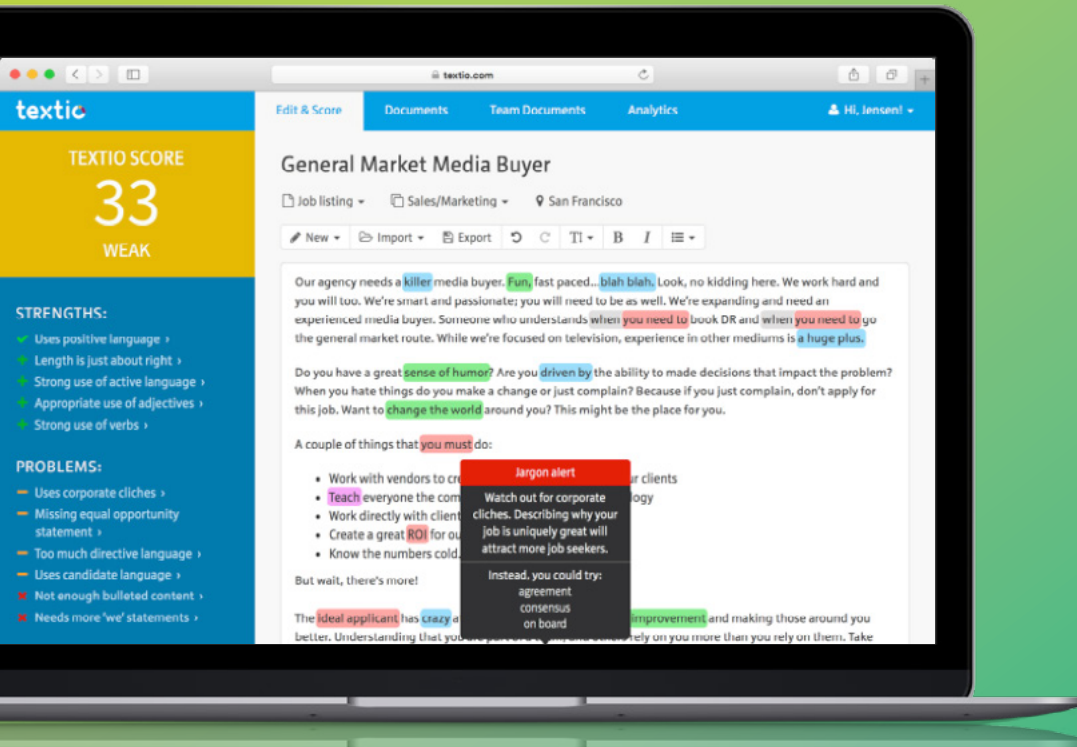 textio.com
textio
Edit & Score
Documents
Team Documents
Analytics
Hi, Jensen!
TEXTIO SCORE
33
WEAK
STRENGTHS:
Uses positive language ›
Length is just about right ›
Strong use of active language ›
Appropriate use of adjectives ›
Strong use of verbs ›
PROBLEMS:
Uses corporate cliches ›
Missing equal opportunity
statement ›
Too much directive language ›
Uses candidate language ›
Not enough bulleted content ›
Needs more 'we' statements ›
General Market Media Buyer
Job listing
Sales/Marketing
San Francisco
New
Import
Export
TI
B
I
Our agency needs a killer media buyer. Fun, fast paced...blah blah. Look, no kidding here. We work hard and
you will too. We're smart and passionate; you will need to be as well. We're expanding and need an
experienced media buyer. Someone who understands when you need to book DR and when you need to go
the general market route. While we're focused on television, experience in other mediums is a huge plus.
Do you have a great sense of humor? Are you driven by the ability to made decisions that impact the problem?
When you hate things do you make a change or just complain? Because if you just complain, don't apply for
this job. Want to change the world around you? This might be the place for you.
A couple of things that you must do:
• Work with vendors to cre
r clients
• Teach everyone the com
logy
• Work directly with client
• Create a great ROI for ou
• Know the numbers cold.
Jargon alert
Watch out for corporate
cliches. Describing why your
job is uniquely great will
attract more job seekers.
Instead, you could try:
agreement
consensus
on board
But wait, there's more!
The ideal applicant has crazy a
improvement and making those around you
better. Understanding that you are part of a team, and others rely on you more than you rely on them. Take